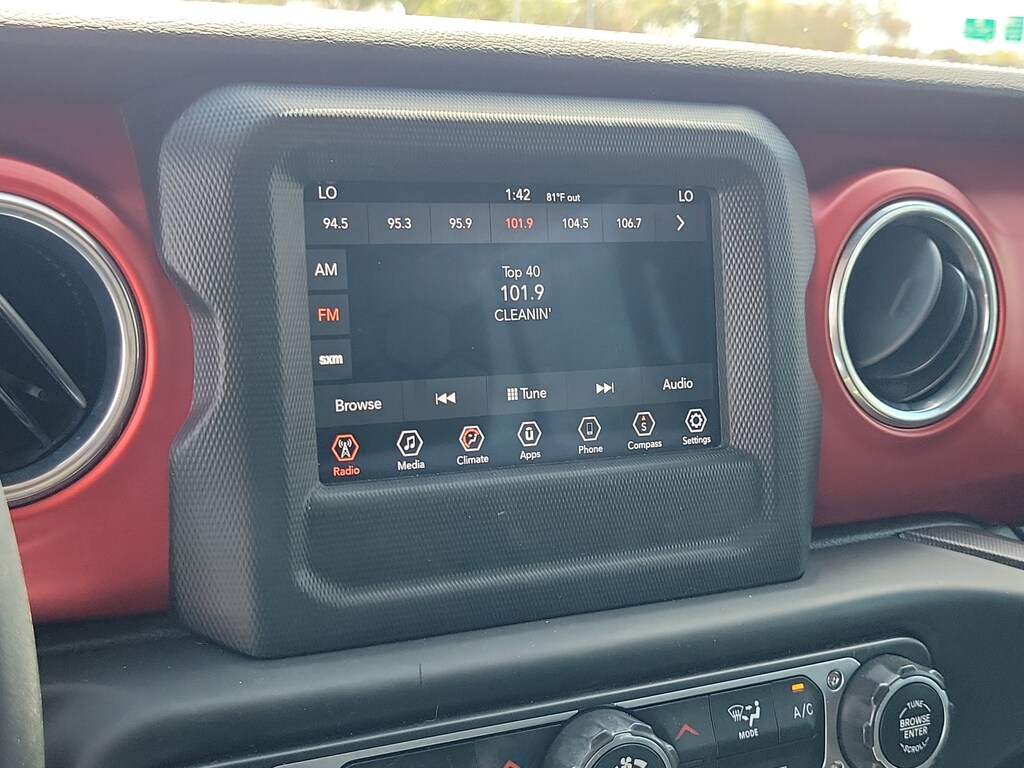 LO 1:42 81°F out LO
94.5 95.3 95.9 101.9 104.5 106.7
AM
FM
sxm
Top 40
101.9
CLEANIN'
Browse Tune Audio
Radio Media Climate Apps Phone Compass Settings
S
MODE
A/C
TUNE
BROWSE
ENTER
SCROLL